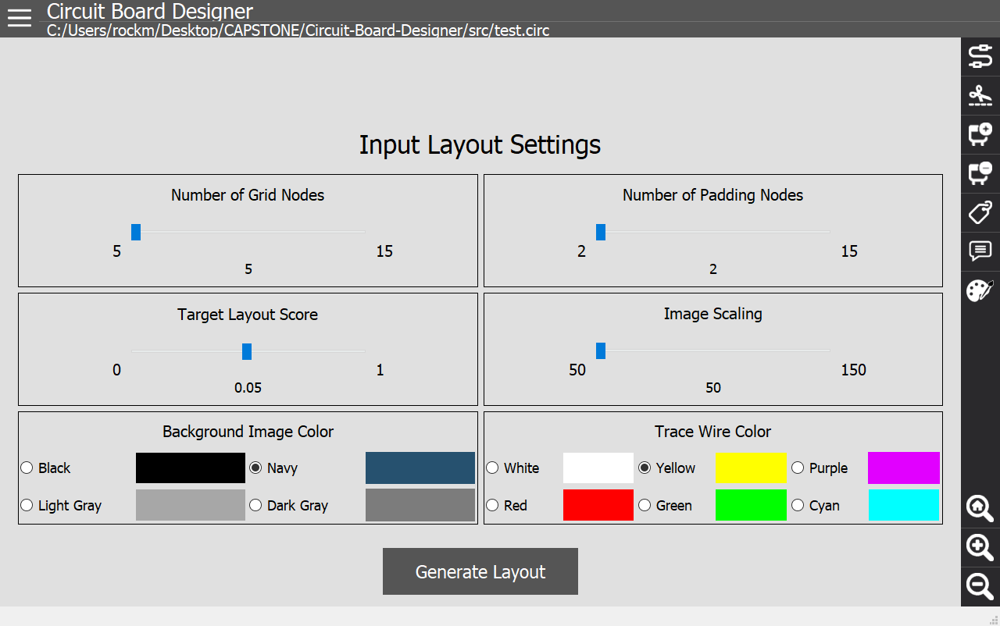 Circuit Board Designer
C:/Users/rockm/Desktop/CAPSTONE/Circuit-Board-Designer/src/test.circ
Input Layout Settings
Number of Grid Nodes
5 15
5
Number of Padding Nodes
2 15
2
Target Layout Score
0 1
0.05
Image Scaling
50 150
50
Background Image Color
Black Navy
Light Gray Dark Gray
Trace Wire Color
White Yellow Purple
Red Green Cyan
Generate Layout